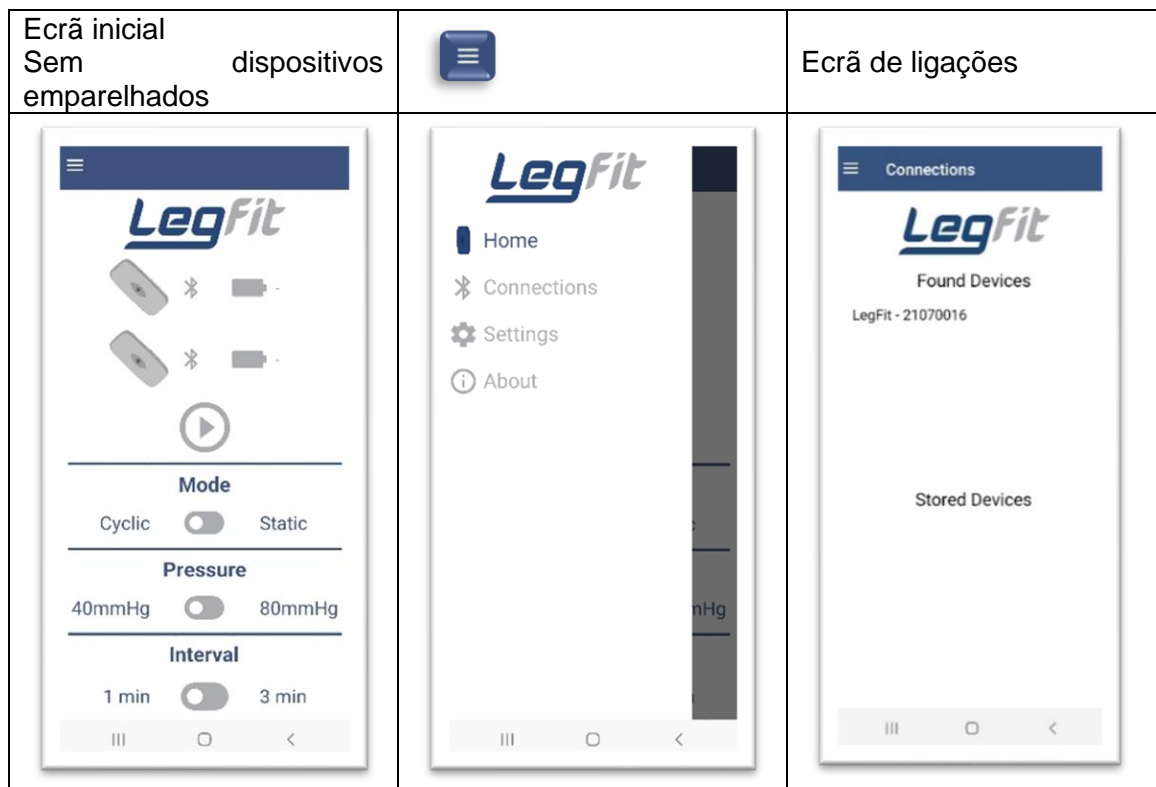 Ecrã inicial
Sem dispositivos
emparelhados
Ecrã de ligações
LegFit
Mode
Cyclic Static
Pressure
40mmHg 80mmHg
Interval
1 min 3 min
LegFit
Home
Connections
Settings
About
mHg
Connections
LegFit
Found Devices
LegFit - 21070016
Stored Devices